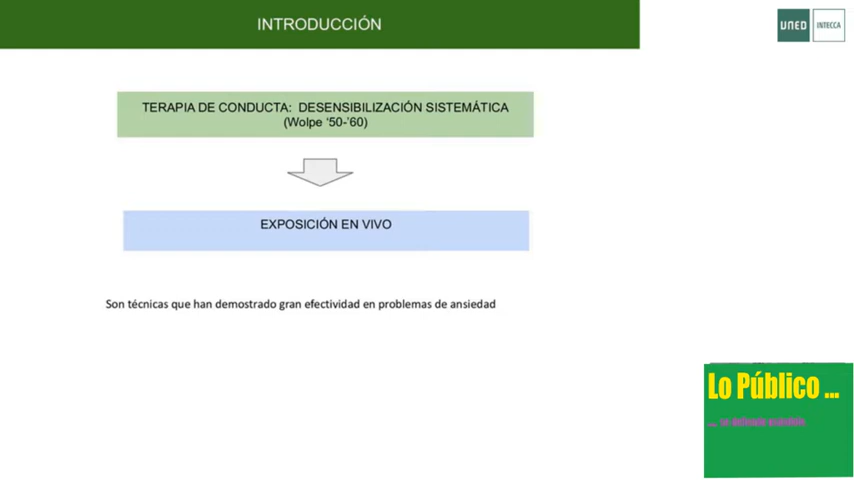 INTRODUCCIÓN
UNED
INTECCA
TERAPIA DE CONDUCTA: DESENSIBILIZACIÓN SISTEMÁTICA
(Wolpe ‘50-’60)
EXPOSICIÓN EN VIVO
Son técnicas que han demostrado gran efectividad en problemas de ansiedad
Lo Público ...